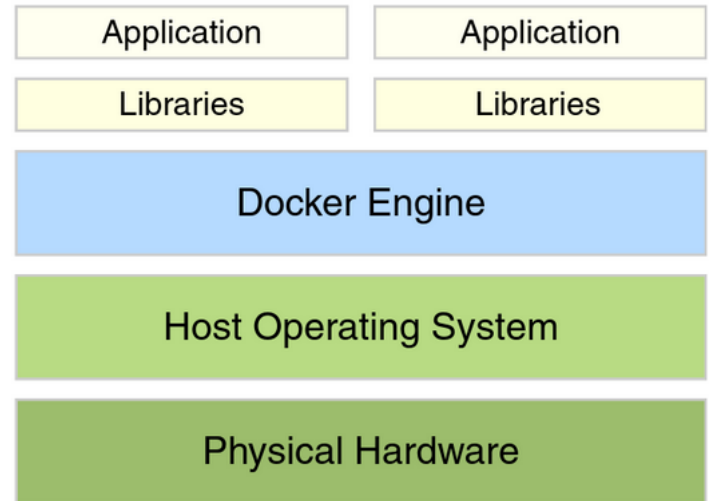 Application
Application
Libraries
Libraries
Docker Engine
Host Operating System
Physical Hardware